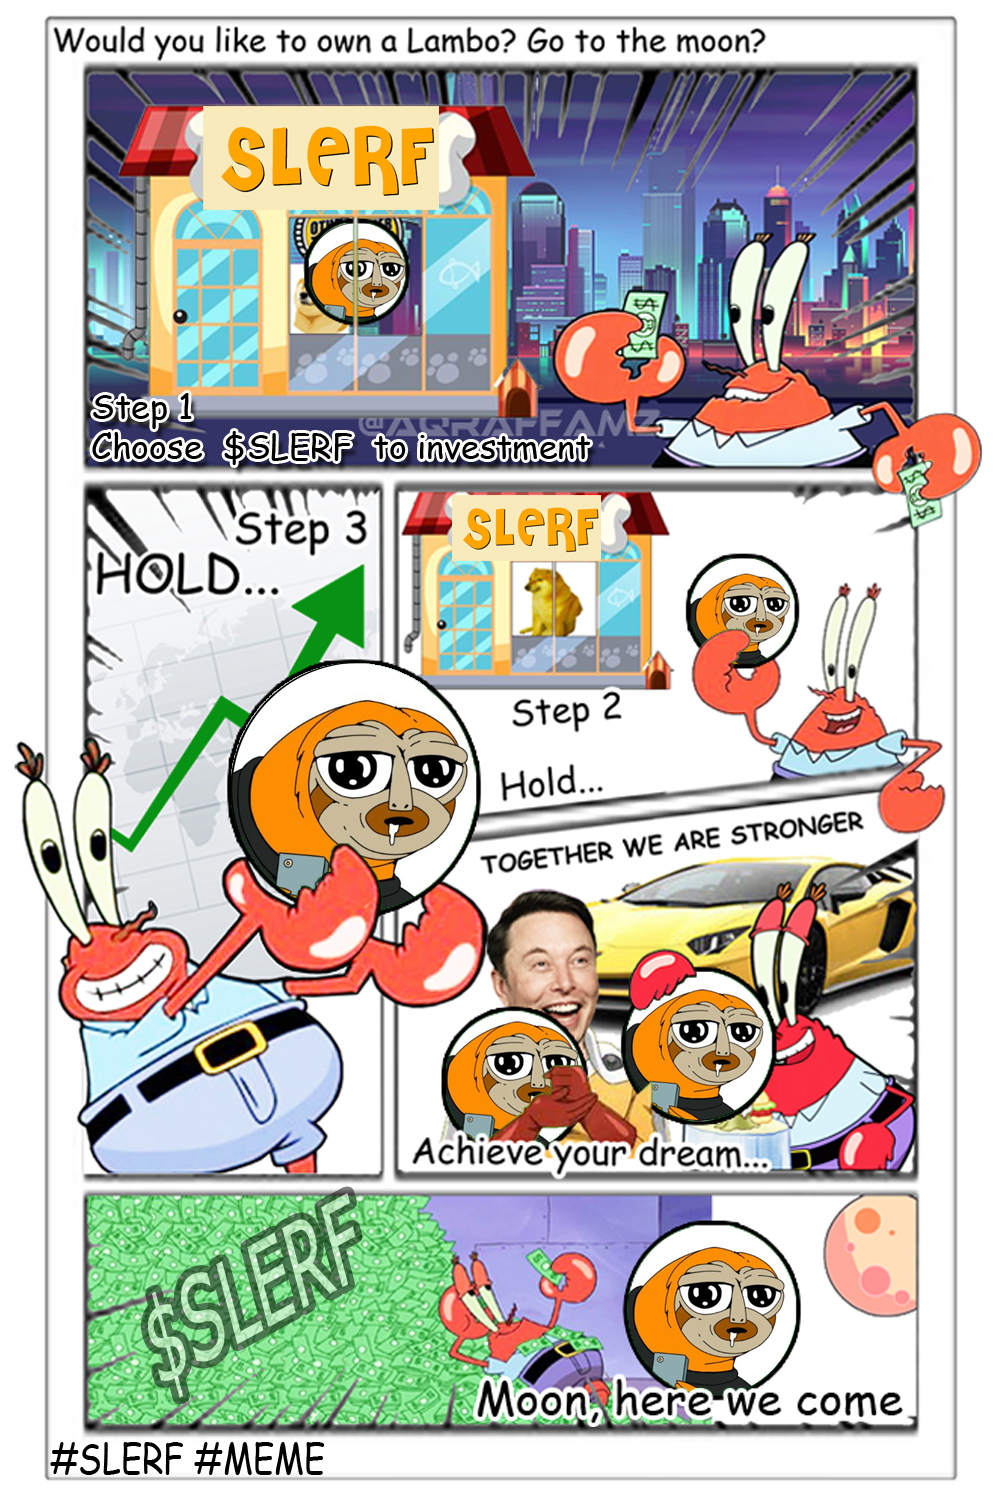 Would you like to own a Lambo? Go to the moon?
SLERF
Step 1
@AQRAFFAMZ
Choose $SLERF to investment
Step 3
HOLD...
SLERF
Step 2
Hold...
TOGETHER WE ARE STRONGER
Achieve your dream...
$SLERF
Moon, here we come
#SLERF #MEME